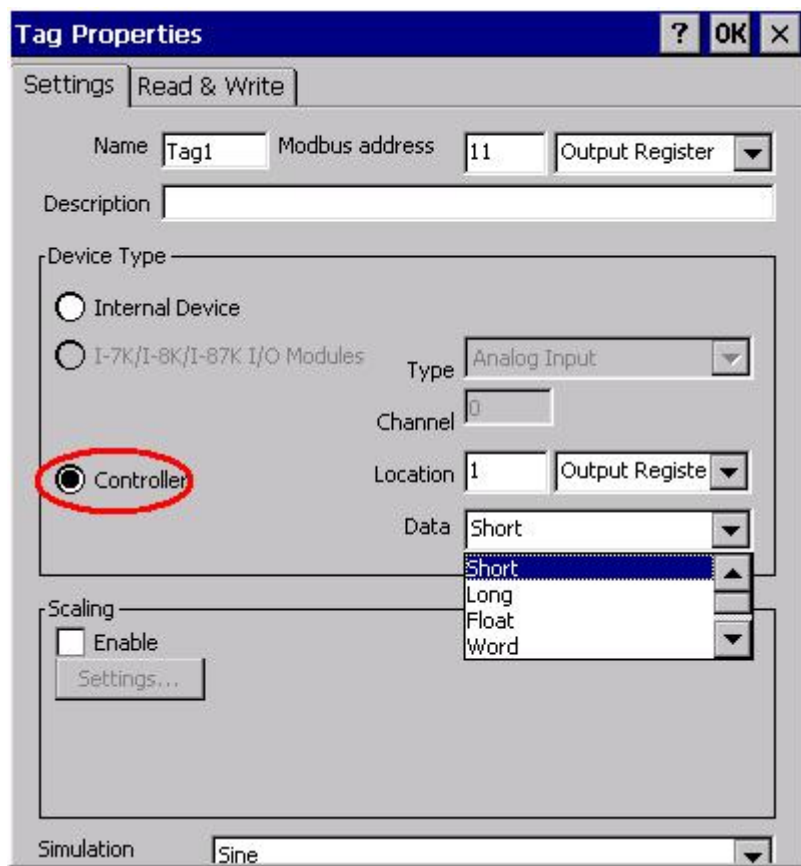 Tag Properties ? OK ×
Settings Read & Write
Name Tag1 Modbus address 11 Output Register
Description
Device Type
Internal Device
I-7K/I-8K/I-87K I/O Modules
Type Analog Input
Channel 0
Controller Location 1 Output Registe
Data Short
Short
Long
Float
Word
Scaling
Enable
Settings...
Simulation Sine